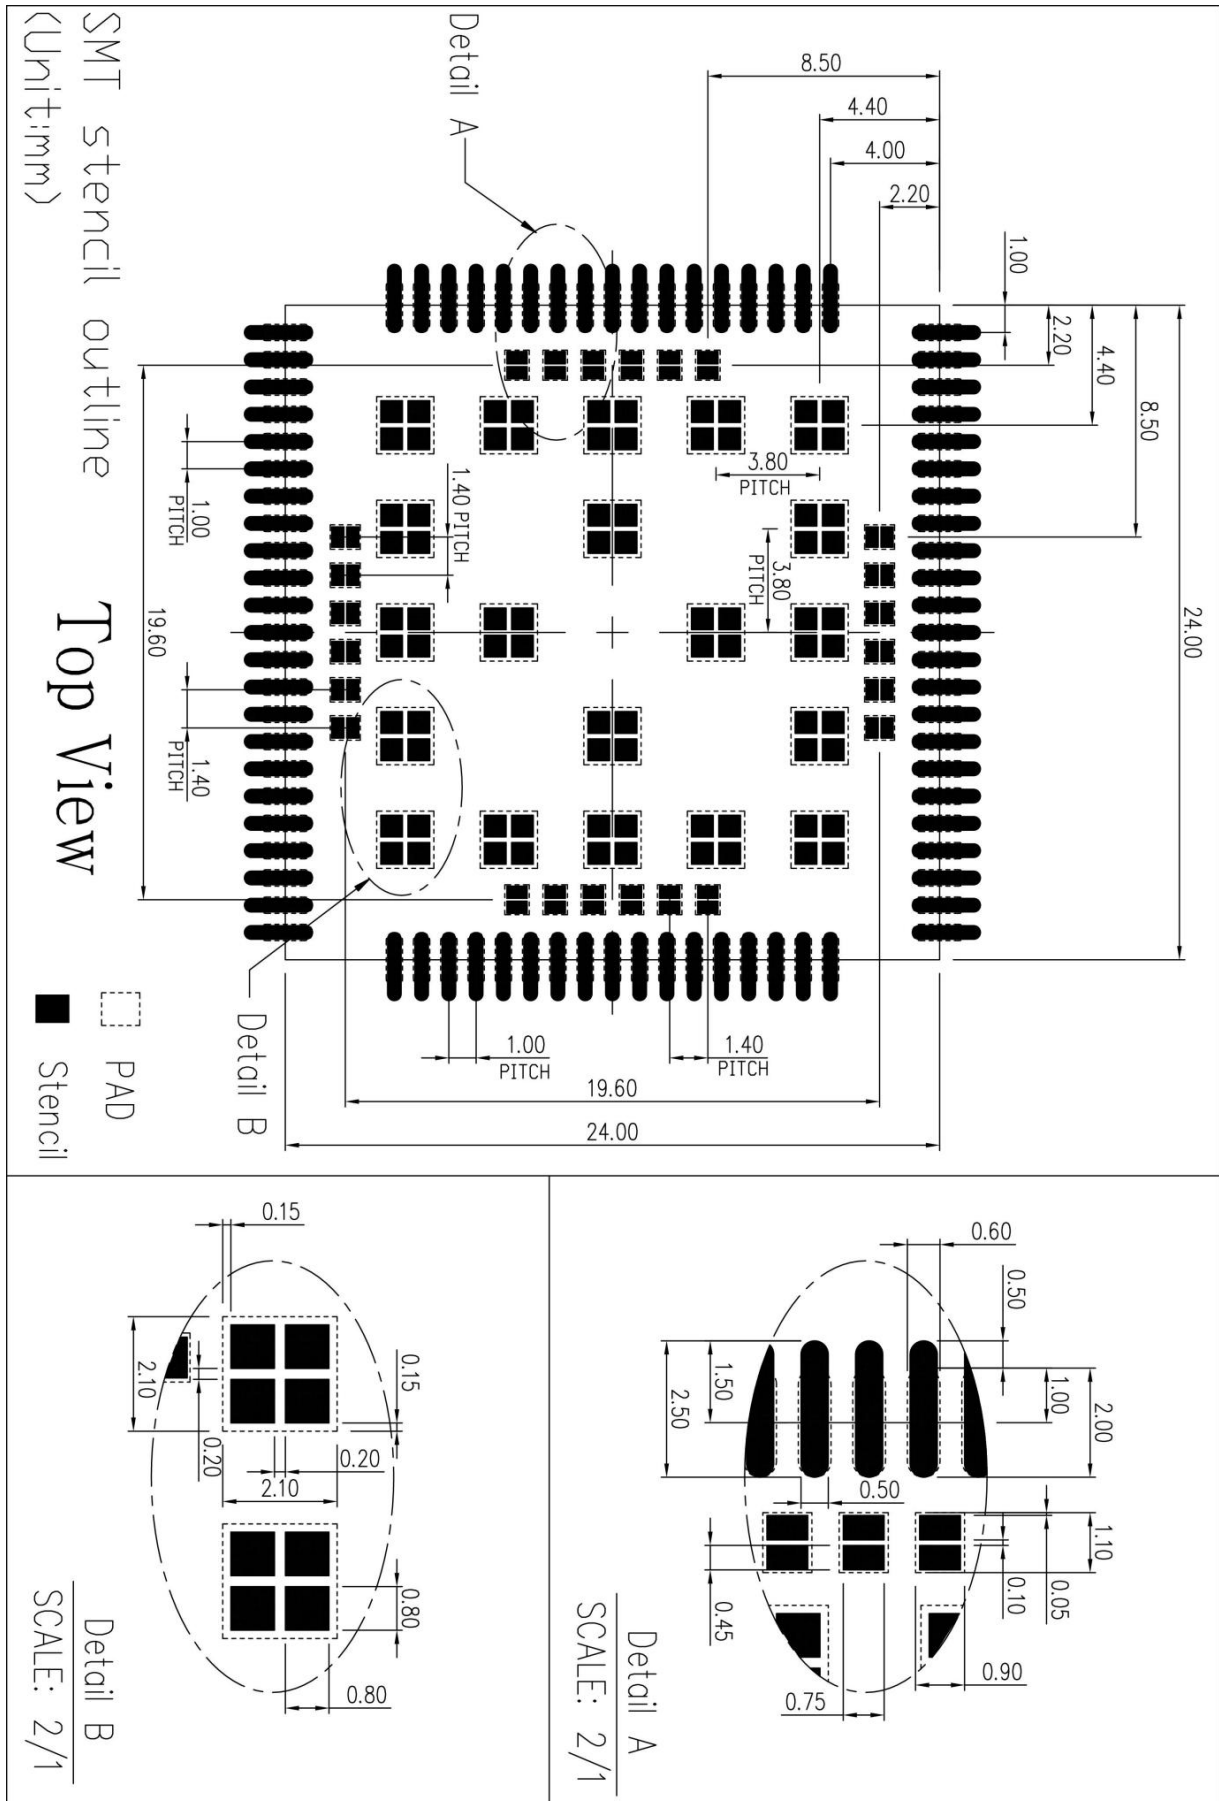 SMT stencil outline
(Unit:mm)
Top View
PAD
Stencil
Detail A
Detail B
8.50
4.40
4.00
2.20
1.00
2.20
4.40
8.50
24.00
3.80
PITCH
3.80
PITCH
1.40 PITCH
1.00
PITCH
19.60
1.40
PITCH
1.00
PITCH
1.40
PITCH
19.60
24.00
0.15
2.10
0.15
0.20
0.20
2.10
0.80
0.80
Detail B
SCALE: 2/1
0.60
0.50
1.00
2.00
1.50
2.50
0.50
1.10
0.05
0.10
0.45
0.90
0.75
Detail A
SCALE: 2/1